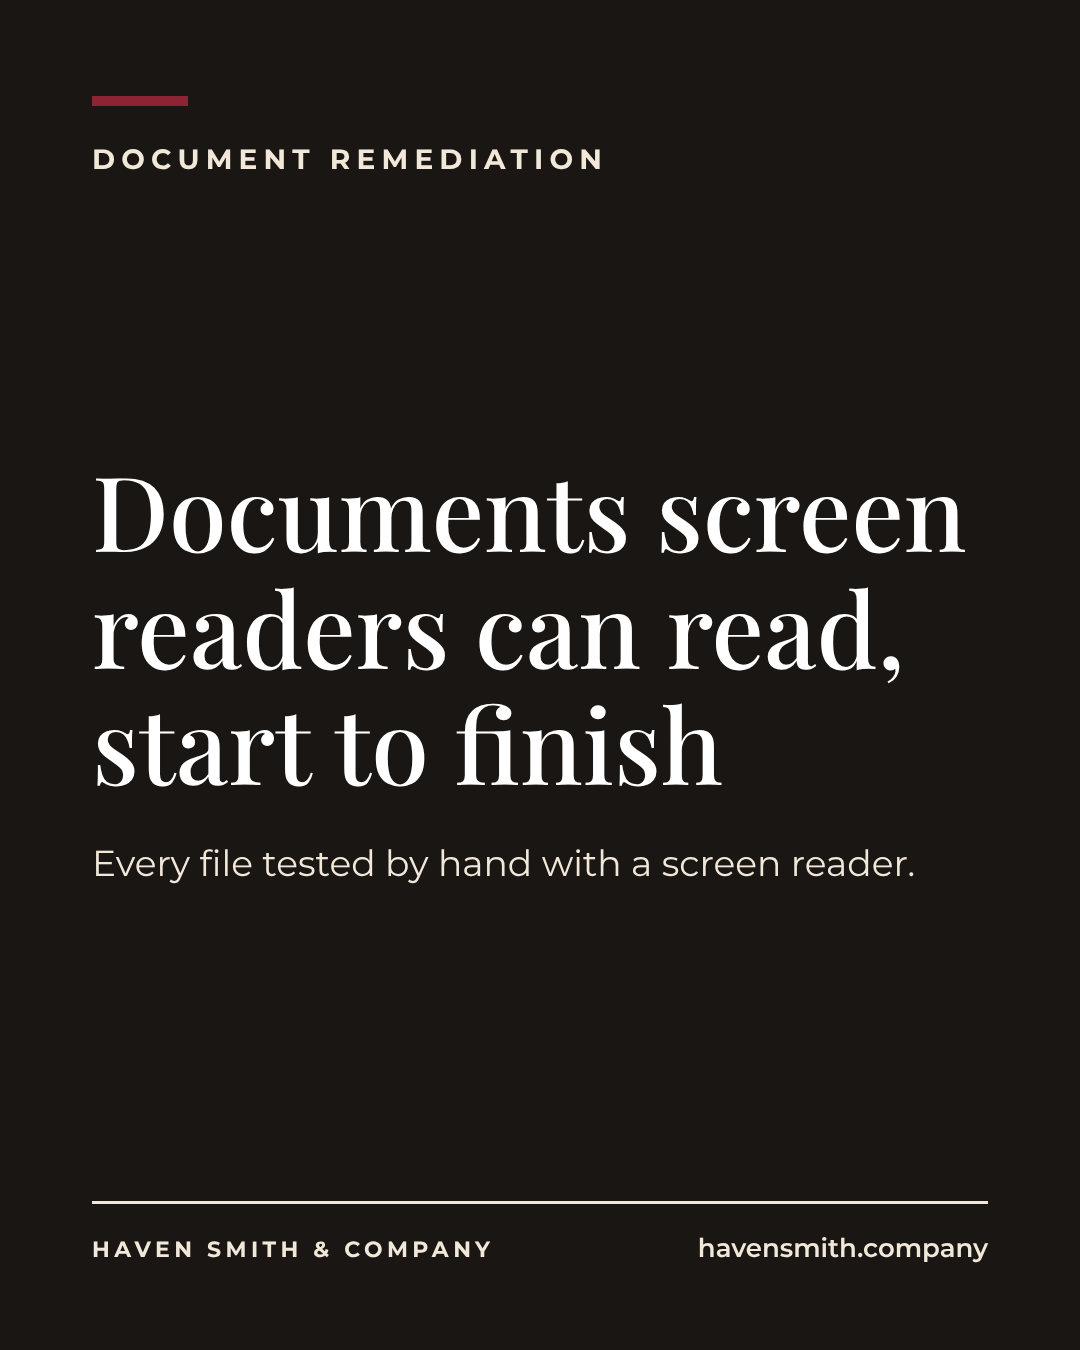 DOCUMENT REMEDIATION
Documents screen
readers can read,
start to finish
Every file tested by hand with a screen reader.
HAVEN SMITH & COMPANY
havensmith.company